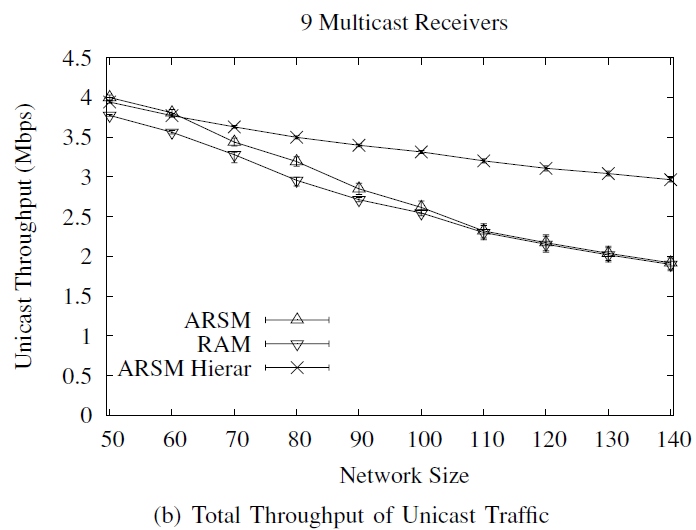 9 Multicast Receivers
4.5
4
3.5
3
2.5
2
1.5
1
0.5
0
Unicast Throughput (Mbps)
ARSM
RAM
ARSM Hierar
50 60 70 80 90 100 110 120 130 140
Network Size
(b) Total Throughput of Unicast Traffic